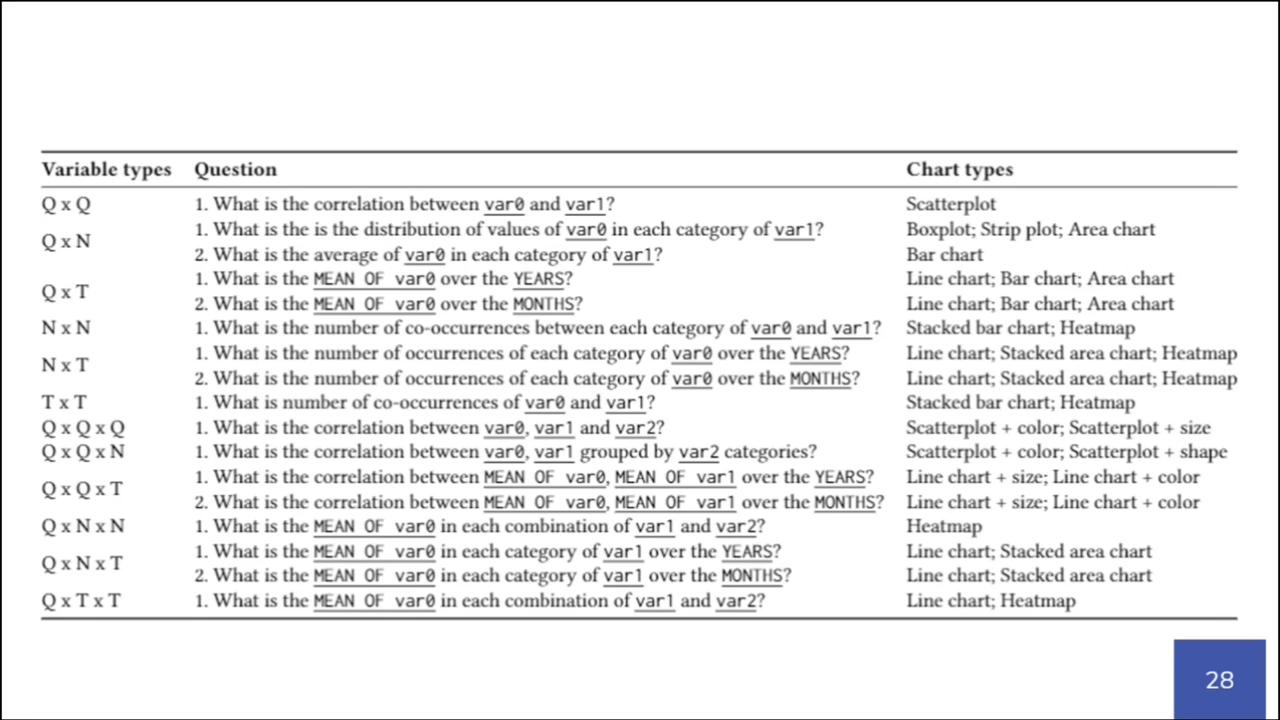 Variable types Question Chart types
Q x Q 1. What is the correlation between var0 and var1? Scatterplot
Q x N 1. What is the is the distribution of values of var0 in each category of var1? Boxplot; Strip plot; Area chart
2. What is the average of var0 in each category of var1? Bar chart
Q x T 1. What is the MEAN OF var0 over the YEARS? Line chart; Bar chart; Area chart
2. What is the MEAN OF var0 over the MONTHS? Line chart; Bar chart; Area chart
N x N 1. What is the number of co-occurrences between each category of var0 and var1? Stacked bar chart; Heatmap
N x T 1. What is the number of occurrences of each category of var0 over the YEARS? Line chart; Stacked area chart; Heatmap
2. What is the number of occurrences of each category of var0 over the MONTHS? Line chart; Stacked area chart; Heatmap
T x T 1. What is number of co-occurrences of var0 and var1? Stacked bar chart; Heatmap
Q x Q x Q 1. What is the correlation between var0, var1 and var2? Scatterplot + color; Scatterplot + size
Q x Q x N 1. What is the correlation between var0, var1 grouped by var2 categories? Scatterplot + color; Scatterplot + shape
Q x Q x T 1. What is the correlation between MEAN OF var0, MEAN OF var1 over the YEARS? Line chart + size; Line chart + color
2. What is the correlation between MEAN OF var0, MEAN OF var1 over the MONTHS? Line chart + size; Line chart + color
Q x N x N 1. What is the MEAN OF var0 in each combination of var1 and var2? Heatmap
Q x N x T 1. What is the MEAN OF var0 in each category of var1 over the YEARS? Line chart; Stacked area chart
2. What is the MEAN OF var0 in each category of var1 over the MONTHS? Line chart; Stacked area chart
Q x T x T 1. What is the MEAN OF var0 in each combination of var1 and var2? Line chart; Heatmap
28